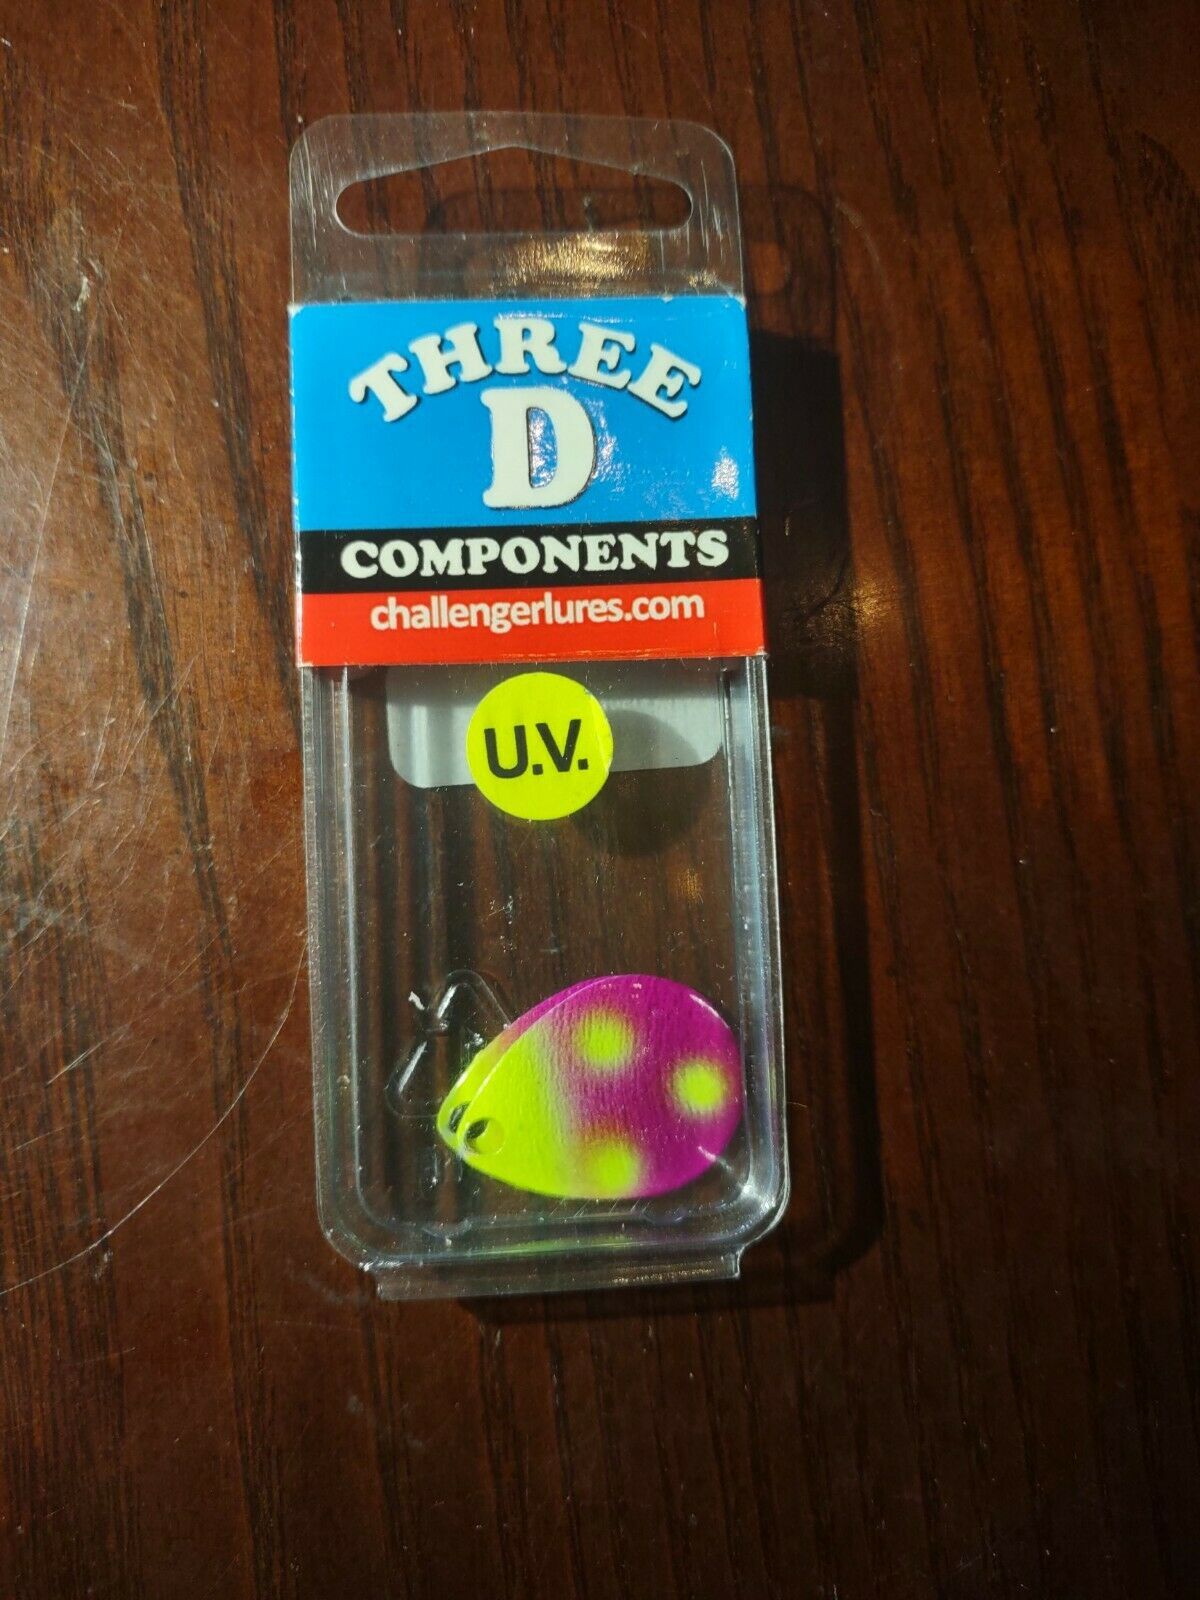 THREE
D
COMPONENTS
challengerlures.com
U.V.